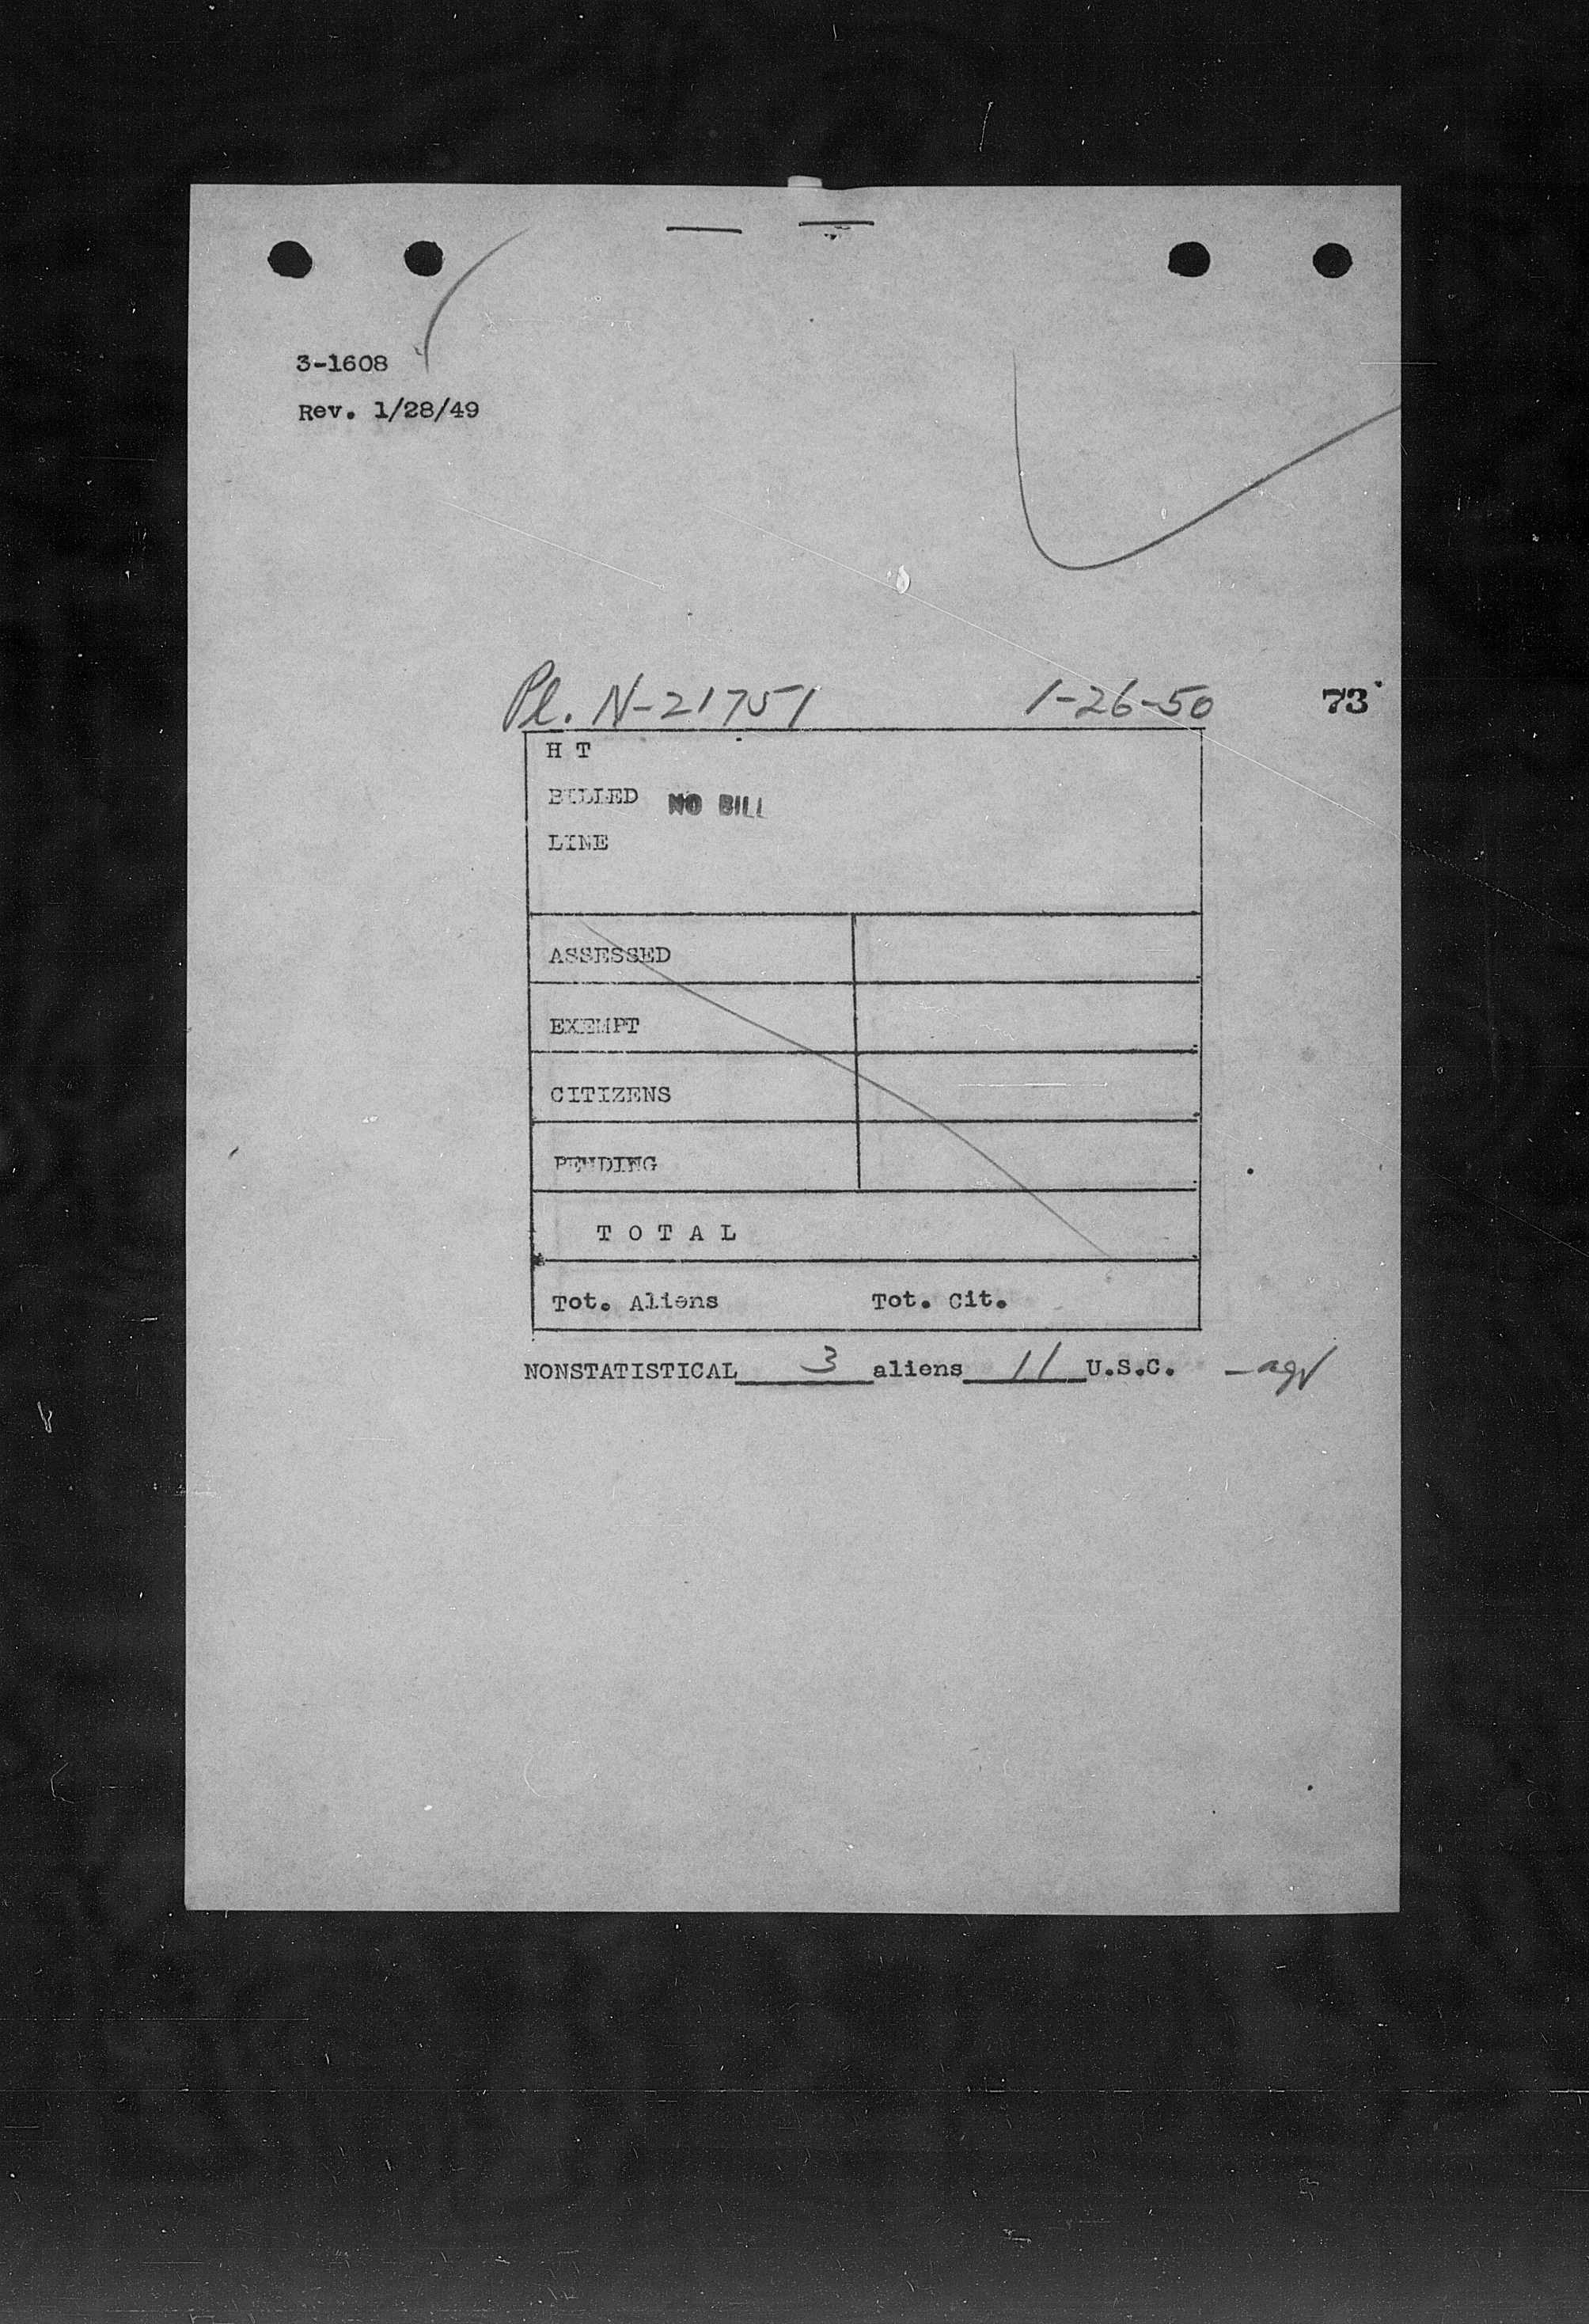 3-1608
Rev. 1/28/49
Pl. N-21751 1-26-50 73
H T
BILLED NO BILL
LINE
ASSESSED
EXEMPT
CITIZENS
PENDING
T O T A L
Tot. Aliens Tot. Cit.
NONSTATISTICAL 3 aliens 11 U.S.C.